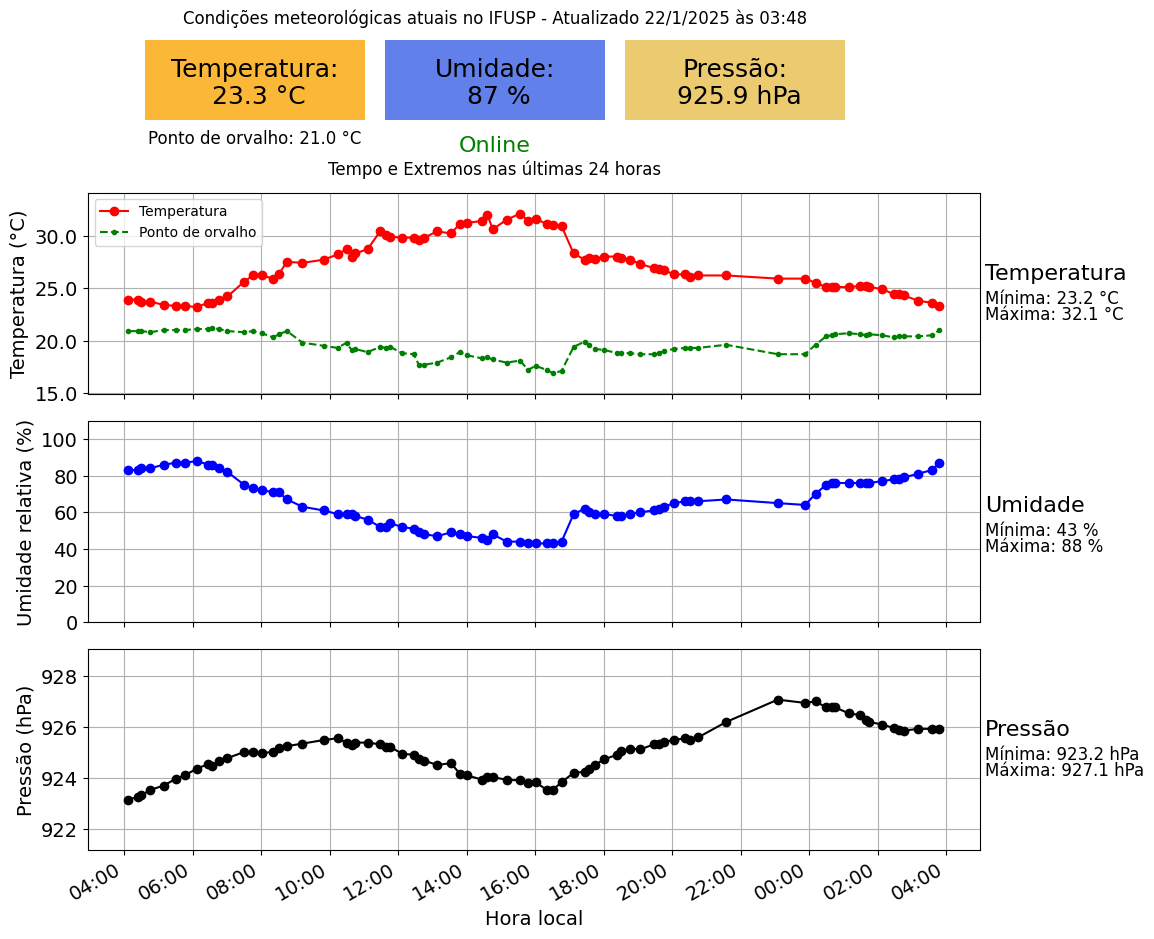 Condições meteorológicas atuais no IFUSP - Atualizado 22/1/2025 às 03:48
Temperatura:
23.3 °C
Umidade:
87 %
Pressão:
925.9 hPa
Ponto de orvalho: 21.0 °C
Online
Tempo e Extremos nas últimas 24 horas
Temperatura (°C)
30.0
25.0
20.0
15.0
Temperatura
Ponto de orvalho
Temperatura
Mínima: 23.2 °C
Máxima: 32.1 °C
Umidade relativa (%)
100
80
60
40
20
0
Umidade
Mínima: 43 %
Máxima: 88 %
Pressão (hPa)
928
926
924
922
Pressão
Mínima: 923.2 hPa
Máxima: 927.1 hPa
04:00 06:00 08:00 10:00 12:00 14:00 16:00 18:00 20:00 22:00 00:00 02:00 04:00
Hora local